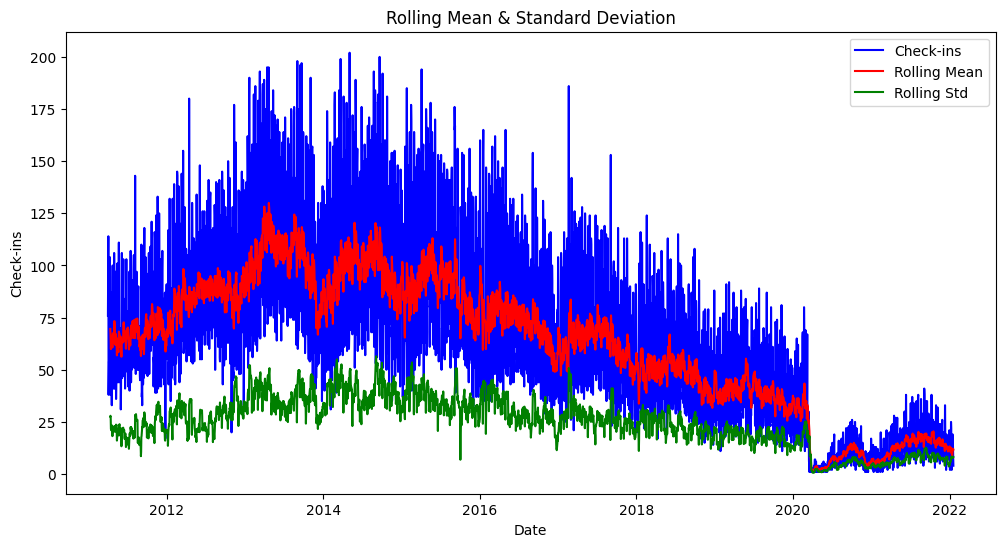 Rolling Mean & Standard Deviation
Check-ins
Rolling Mean
Rolling Std
200
175
150
125
100
75
50
25
0
Check-ins
2012
2014
2016
2018
2020
2022
Date